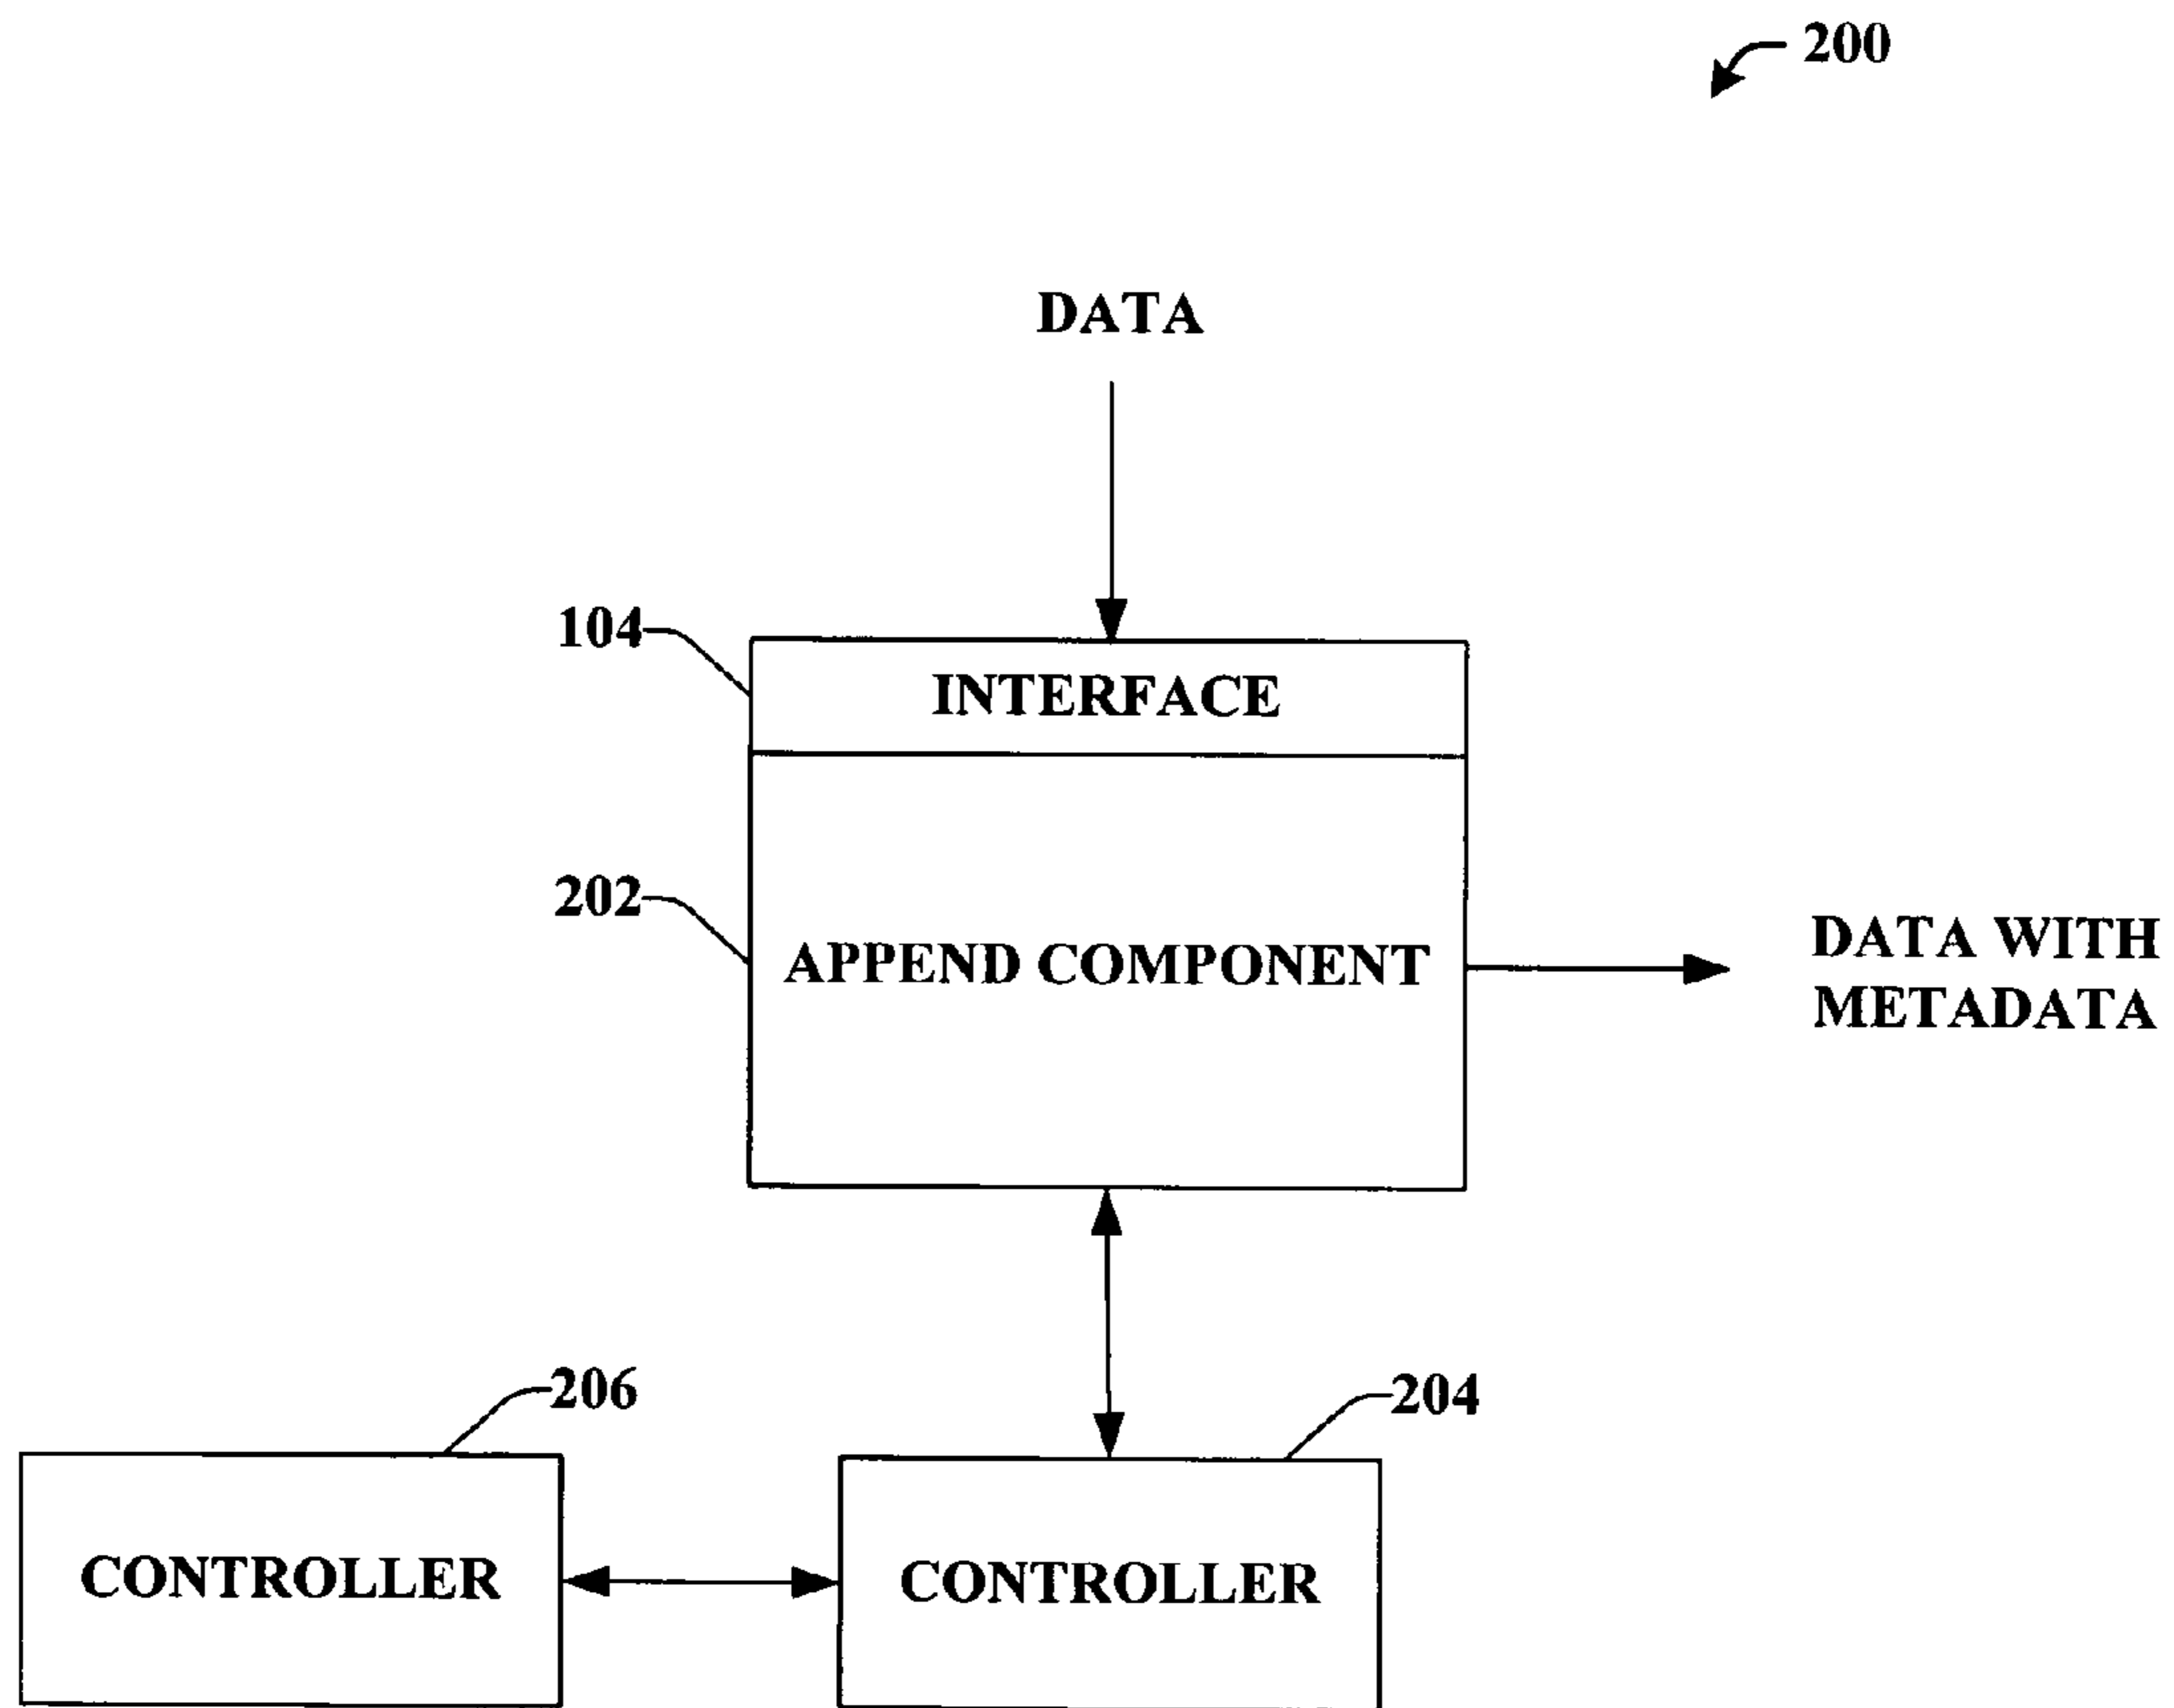 200
DATA
104
INTERFACE
202
APPEND COMPONENT
DATA WITH
METADATA
206
204
CONTROLLER
CONTROLLER